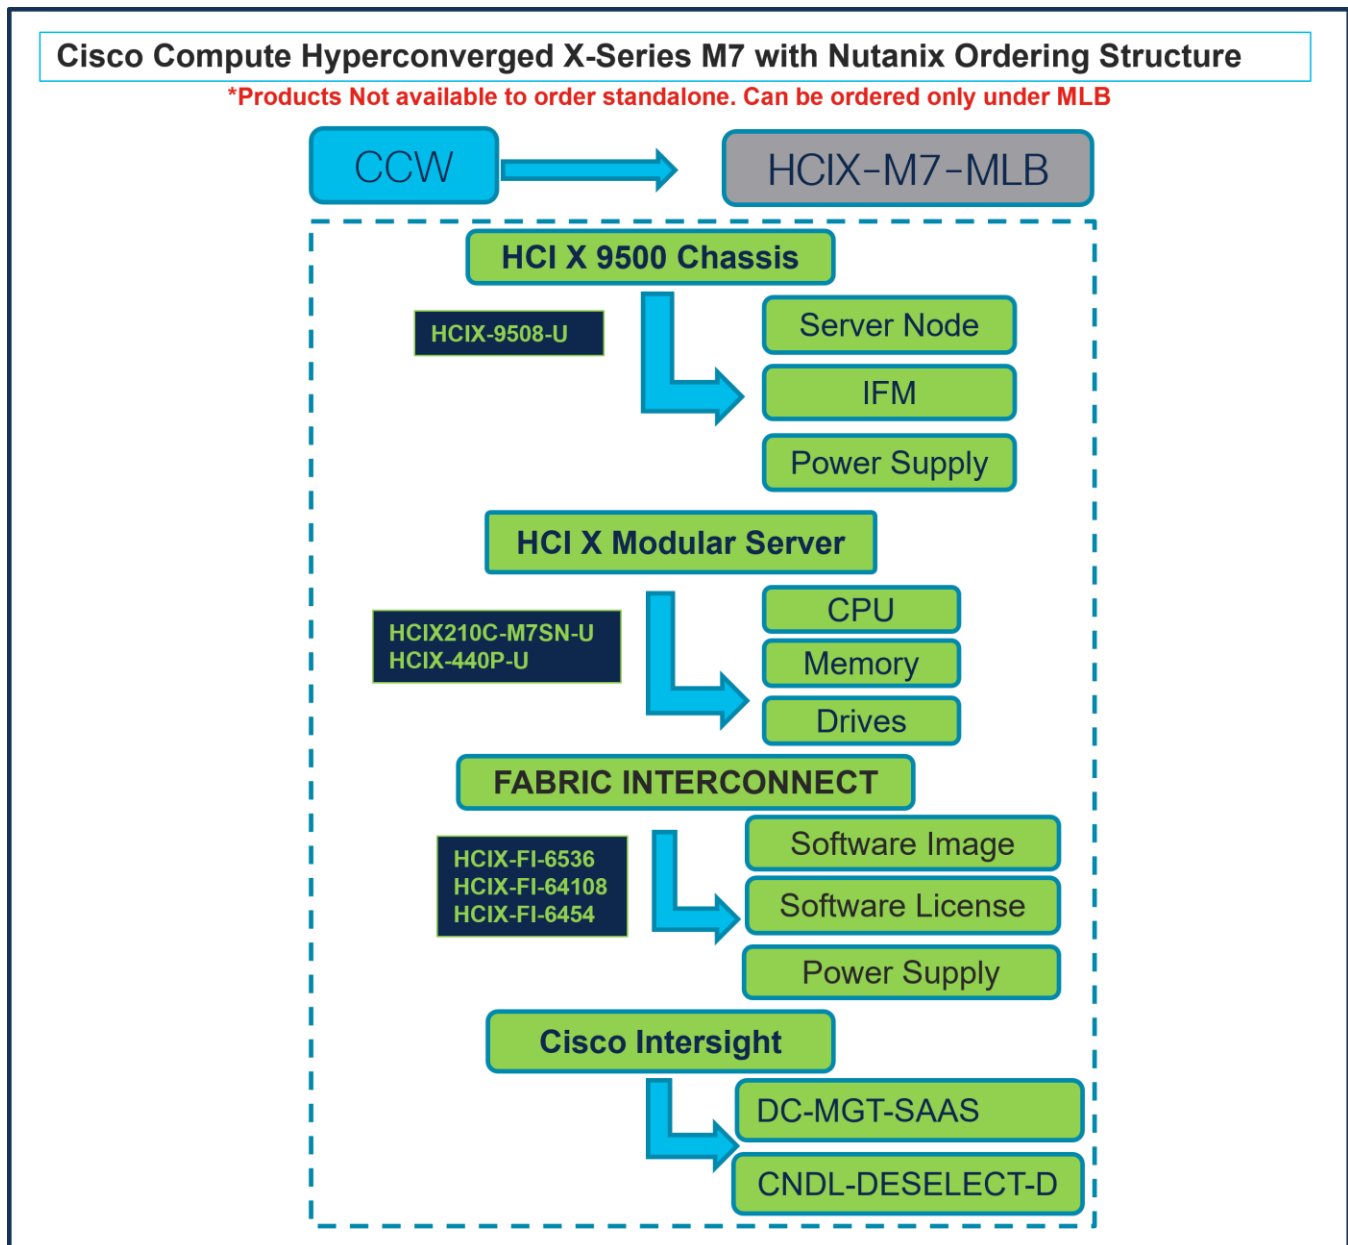 Cisco Compute Hyperconverged X-Series M7 with Nutanix Ordering Structure
*Products Not available to order standalone. Can be ordered only under MLB
CCW
HCIX-M7-MLB
HCI X 9500 Chassis
HCIX-9508-U
Server Node
IFM
Power Supply
HCI X Modular Server
HCIX210C-M7SN-U
HCIX-440P-U
CPU
Memory
Drives
FABRIC INTERCONNECT
HCIX-FI-6536
HCIX-FI-64108
HCIX-FI-6454
Software Image
Software License
Power Supply
Cisco Intersight
DC-MGT-SAAS
CNDL-DESELECT-D